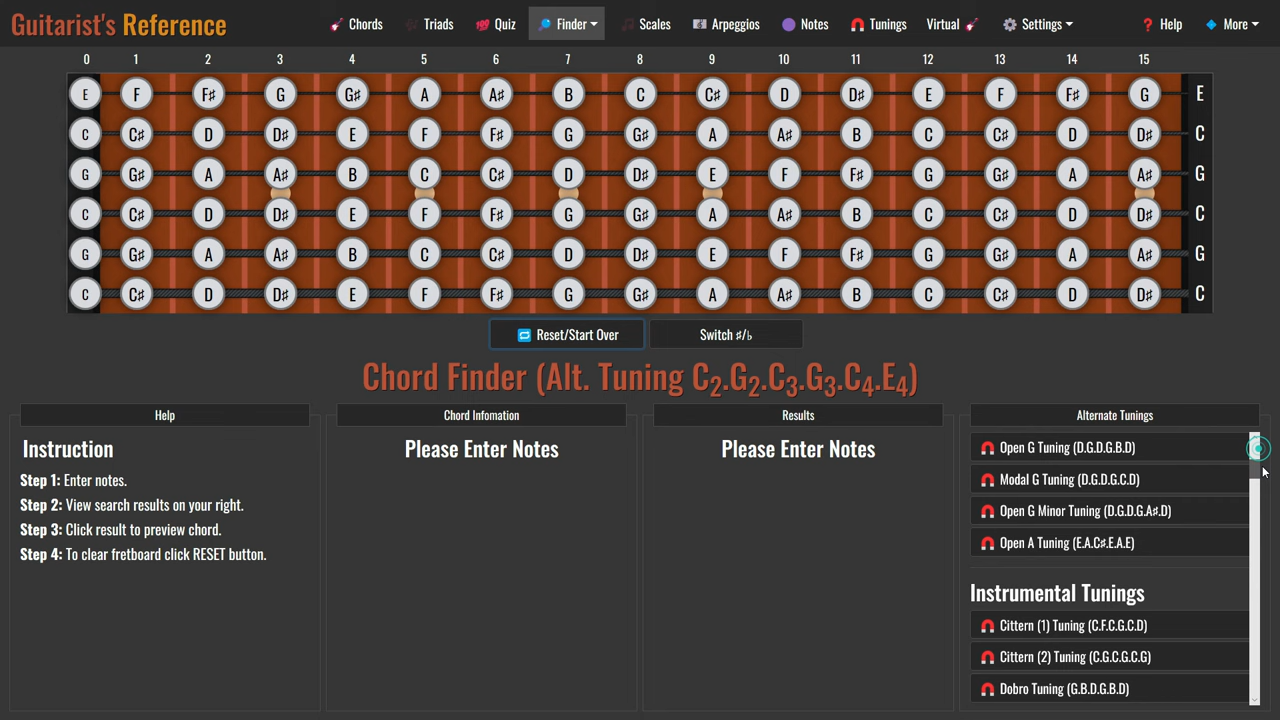 Guitarist's Reference
Chords Triads Quiz Finder Scales Arpeggios Notes Tunings Virtual Settings Help More
0 1 2 3 4 5 6 7 8 9 10 11 12 13 14 15
E F F♯ G G♯ A A♯ B C C♯ D D♯ E F F♯ G E
C C♯ D D♯ E F F♯ G G♯ A A♯ B C C♯ D D♯ C
G G♯ A A♯ B C C♯ D D♯ E F F♯ G G♯ A A♯ G
C C♯ D D♯ E F F♯ G G♯ A A♯ B C C♯ D D♯ C
G G♯ A A♯ B C C♯ D D♯ E F F♯ G G♯ A A♯ G
C C♯ D D♯ E F F♯ G G♯ A A♯ B C C♯ D D♯ C
Reset/Start Over Switch ♯/♭
Chord Finder (Alt. Tuning C₂.G₂.C₃.G₃.C₄.E₄)
Help
Instruction
Step 1: Enter notes.
Step 2: View search results on your right.
Step 3: Click result to preview chord.
Step 4: To clear fretboard click RESET button.
Chord Infomation
Please Enter Notes
Results
Please Enter Notes
Alternate Tunings
Open G Tuning (D.G.D.G.B.D)
Modal G Tuning (D.G.D.G.C.D)
Open G Minor Tuning (D.G.D.G.A♯.D)
Open A Tuning (E.A.C♯.E.A.E)
Instrumental Tunings
Cittern (1) Tuning (C.F.C.G.C.D)
Cittern (2) Tuning (C.G.C.G.C.G)
Dobro Tuning (G.B.D.G.B.D)